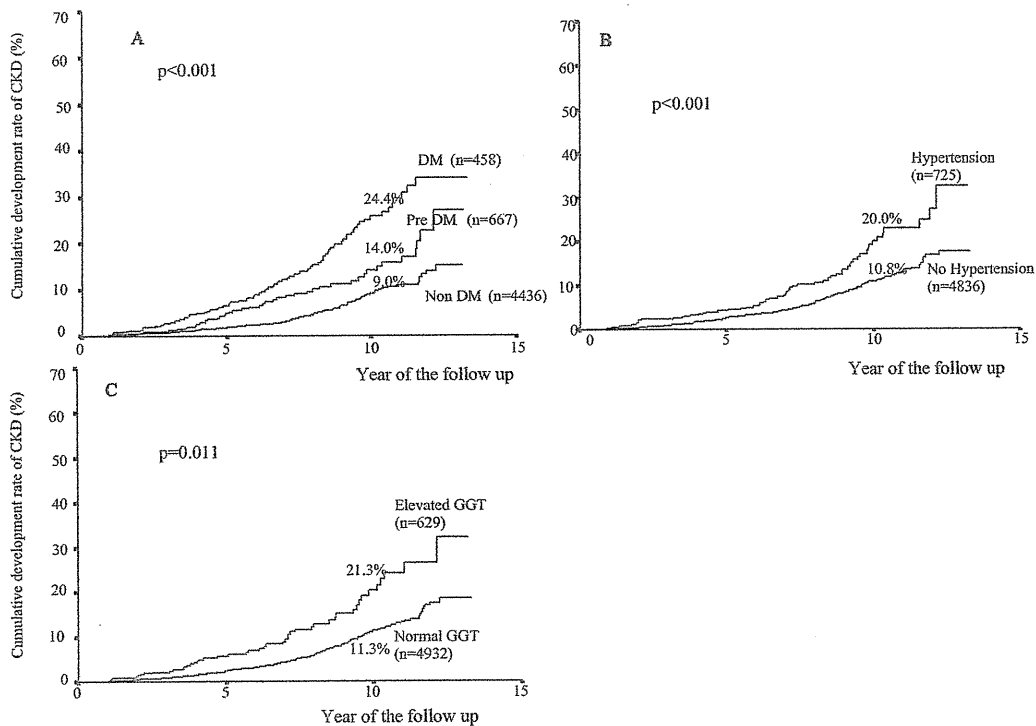 A
p<0.001
Cumulative development rate of CKD (%)
70
60
50
40
30
20
10
0
DM (n=458)
24.4%
Pre DM (n=667)
14.0%
9.0%
Non DM (n=4436)
0 5 10 15
Year of the follow up
B
p<0.001
70
60
50
40
30
20
10
0
Hypertension
(n=725)
20.0%
10.8%
No Hypertension
(n=4836)
0 5 10 15
Year of the follow up
C
p=0.011
Cumulative development rate of CKD (%)
70
60
50
40
30
20
10
0
Elevated GGT
(n=629)
21.3%
Normal GGT
11.3%
(n=4932)
0 5 10 15
Year of the follow up